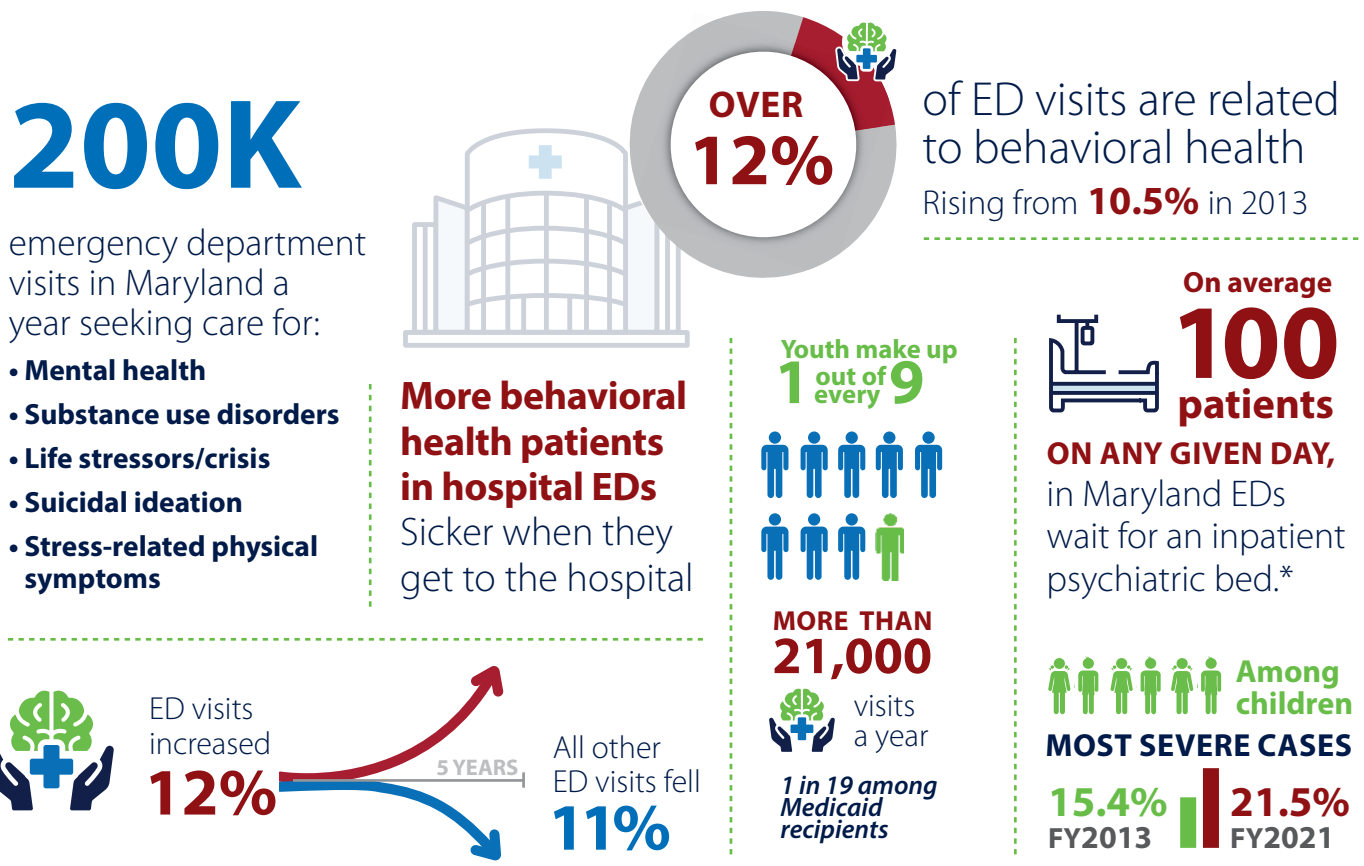 200K
emergency department
visits in Maryland a
year seeking care for:
• Mental health
• Substance use disorders
• Life stressors/crisis
• Suicidal ideation
• Stress-related physical
symptoms
OVER
12%
of ED visits are related
to behavioral health
Rising from 10.5% in 2013
More behavioral
health patients
in hospital EDs
Sicker when they
get to the hospital
Youth make up
1 out of every 9
MORE THAN
21,000
visits
a year
1 in 19 among
Medicaid
recipients
On average
100
patients
ON ANY GIVEN DAY,
in Maryland EDs
wait for an inpatient
psychiatric bed.*
Among
children
MOST SEVERE CASES
15.4%
FY2013
21.5%
FY2021
ED visits
increased
12%
5 YEARS
All other
ED visits fell
11%